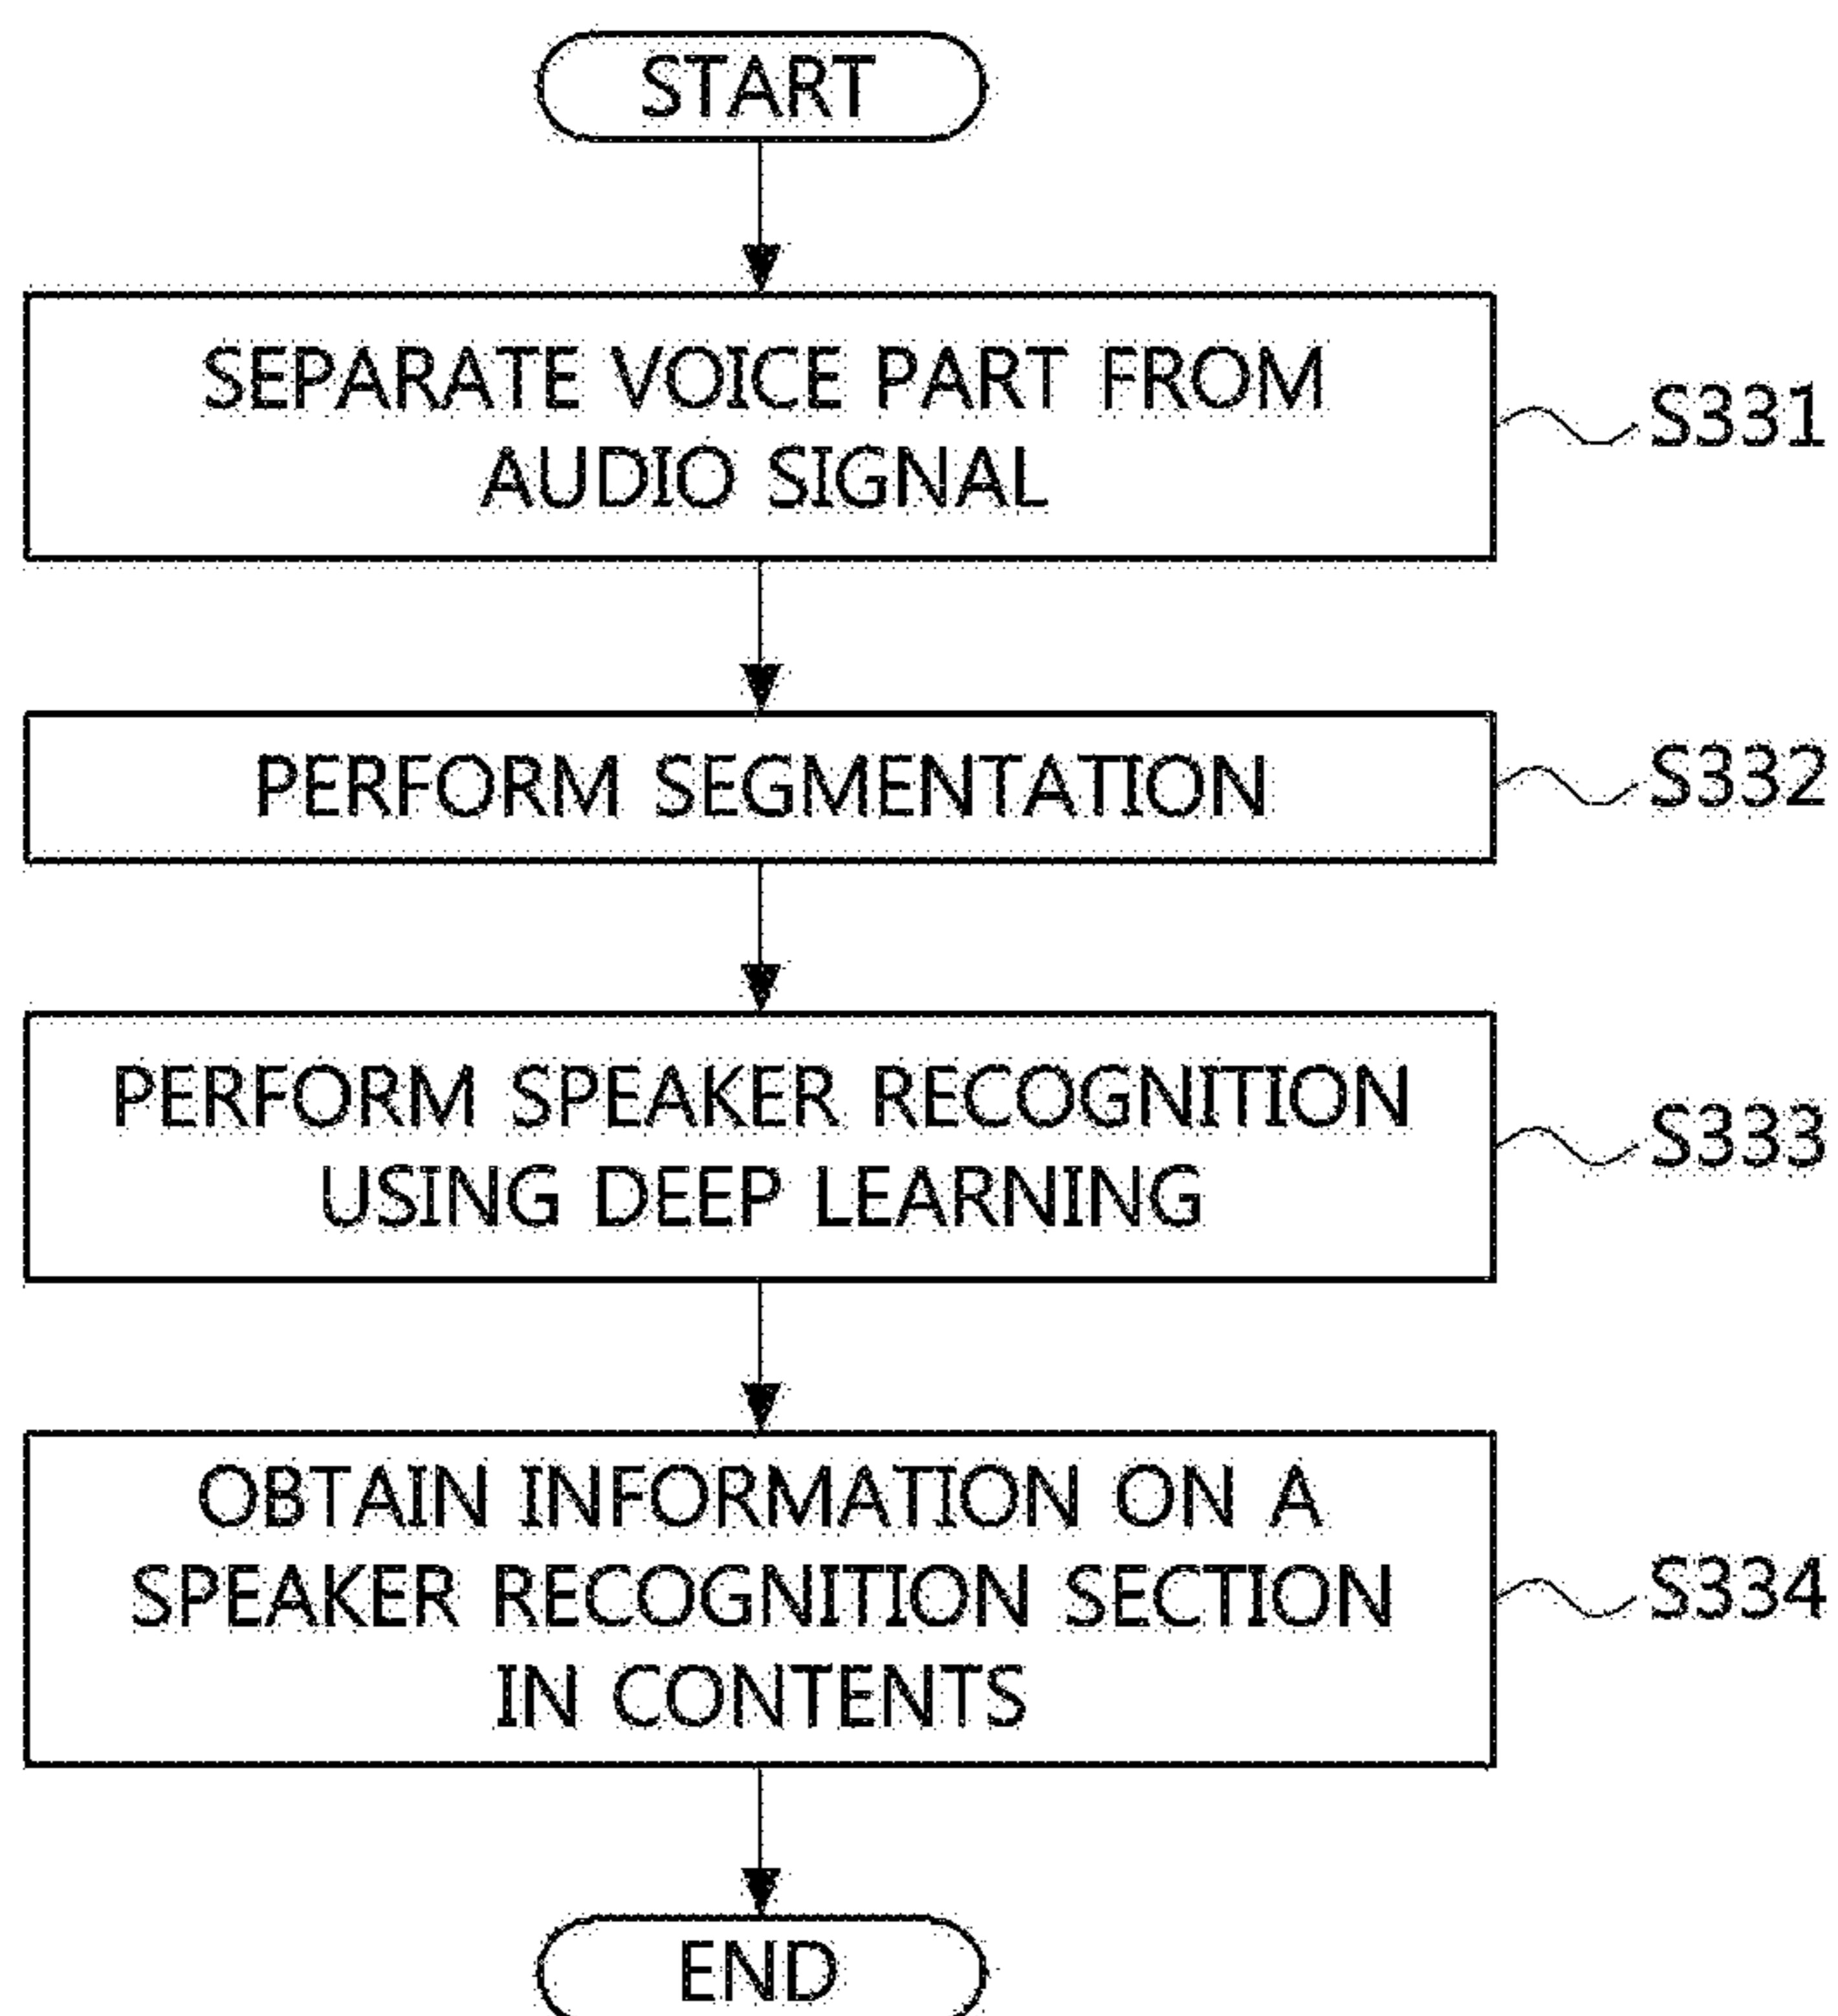 START
SEPARATE VOICE PART FROM
AUDIO SIGNAL
S331
PERFORM SEGMENTATION
S332
PERFORM SPEAKER RECOGNITION
USING DEEP LEARNING
S333
OBTAIN INFORMATION ON A
SPEAKER RECOGNITION SECTION
IN CONTENTS
S334
END